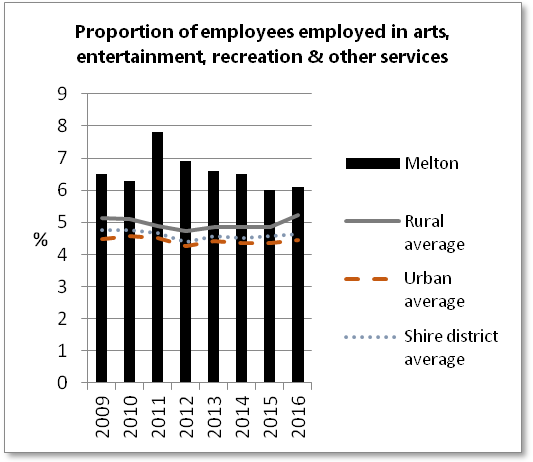 Proportion of employees employed in arts,
entertainment, recreation & other services
9
8
7
6
5
4
3
2
1
0
%
2009
2010
2011
2012
2013
2014
2015
2016
Melton
Rural
average
Urban
average
Shire district
average